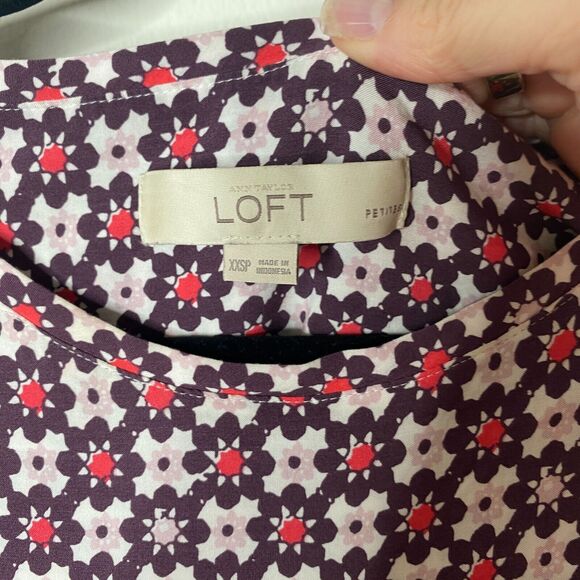 ANN TAYLOR
LOFT
PETITES
XXSP
MADE IN
INDONESIA